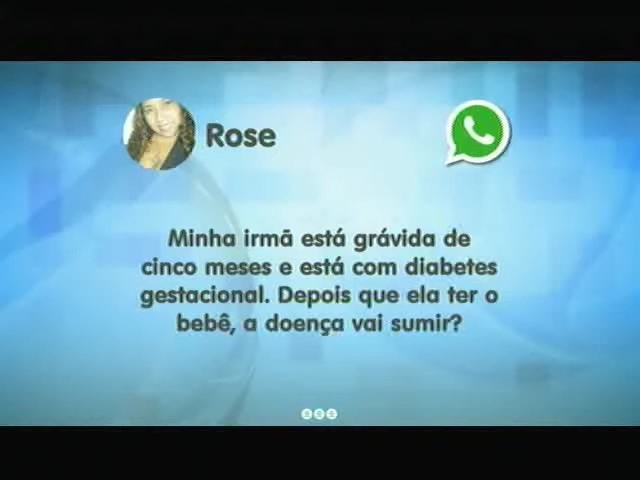 Rose
Minha irmã está grávida de
cinco meses e está com diabetes
gestacional. Depois que ela ter o
bebê, a doença vai sumir?